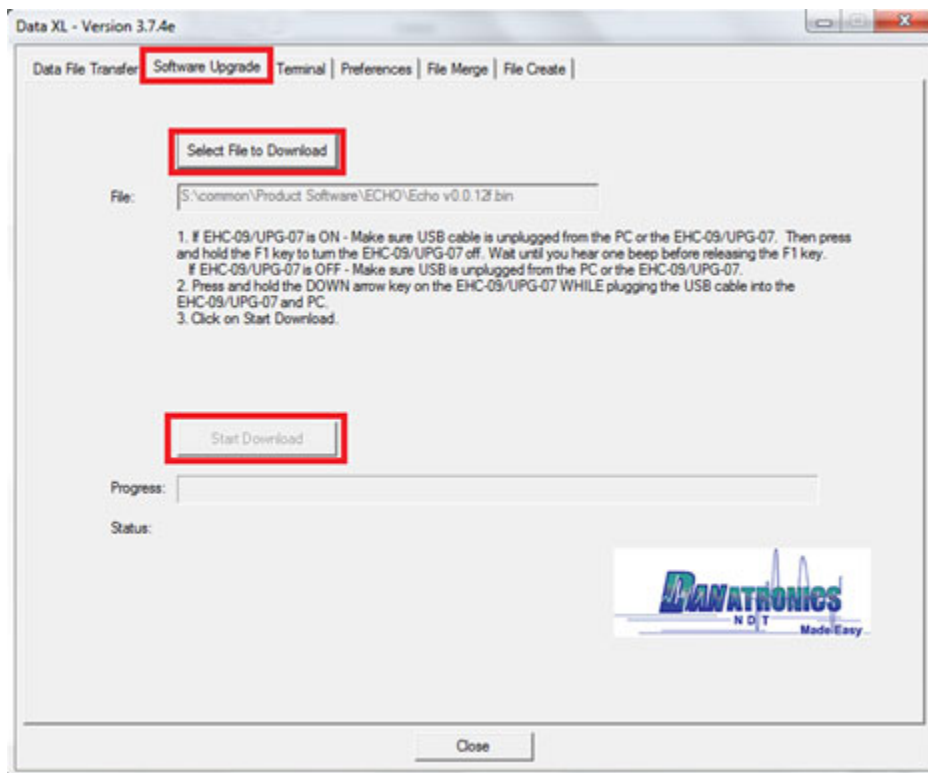 Data XL - Version 3.7.4e
Data File Transfer Software Upgrade Terminal Preferences File Merge File Create
Select File to Download
File: S:\common\Product Software\ECHO\Echo v0.0.12f.bin
1. If EHC-09/UPG-07 is ON - Make sure USB cable is unplugged from the PC or the EHC-09/UPG-07. Then press
and hold the F1 key to turn the EHC-09/UPG-07 off. Wait until you hear one beep before releasing the F1 key.
If EHC-09/UPG-07 is OFF - Make sure USB is unplugged from the PC or the EHC-09/UPG-07.
2. Press and hold the DOWN arrow key on the EHC-09/UPG-07 WHILE plugging the USB cable into the
EHC-09/UPG-07 and PC.
3. Click on Start Download.
Start Download
Progress:
Status:
DANATRONICS
NDT
Made Easy
Close